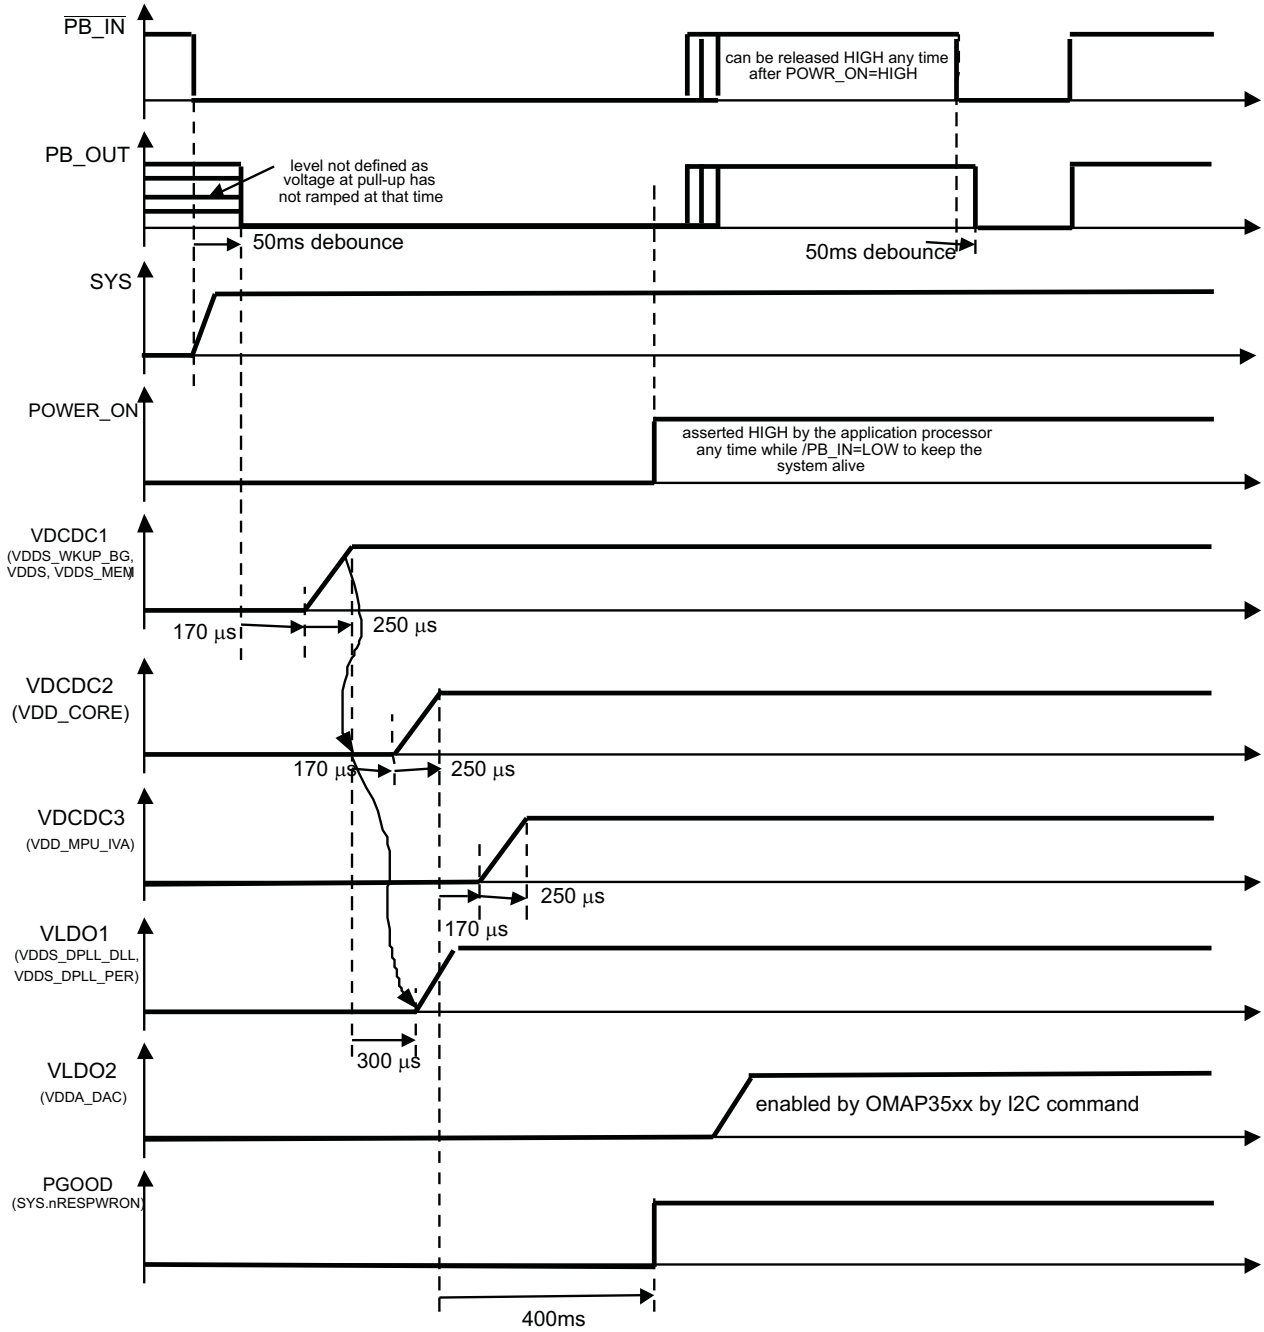 PB_IN
can be released HIGH any time
after POWR_ON=HIGH
PB_OUT
level not defined as
voltage at pull-up has
not ramped at that time
50ms debounce
50ms debounce
SYS
POWER_ON
asserted HIGH by the application processor
any time while /PB_IN=LOW to keep the
system alive
VDCDC1
(VDDS_WKUP_BG,
VDDS, VDDS_MEM)
170 µs
250 µs
VDCDC2
(VDD_CORE)
170 µs
250 µs
VDCDC3
(VDD_MPU_IVA)
250 µs
170 µs
VLDO1
(VDDS_DPLL_DLL,
VDDS_DPLL_PER)
300 µs
VLDO2
(VDDA_DAC)
enabled by OMAP35xx by I2C command
PGOOD
(SYS.nRESPWRON)
400ms